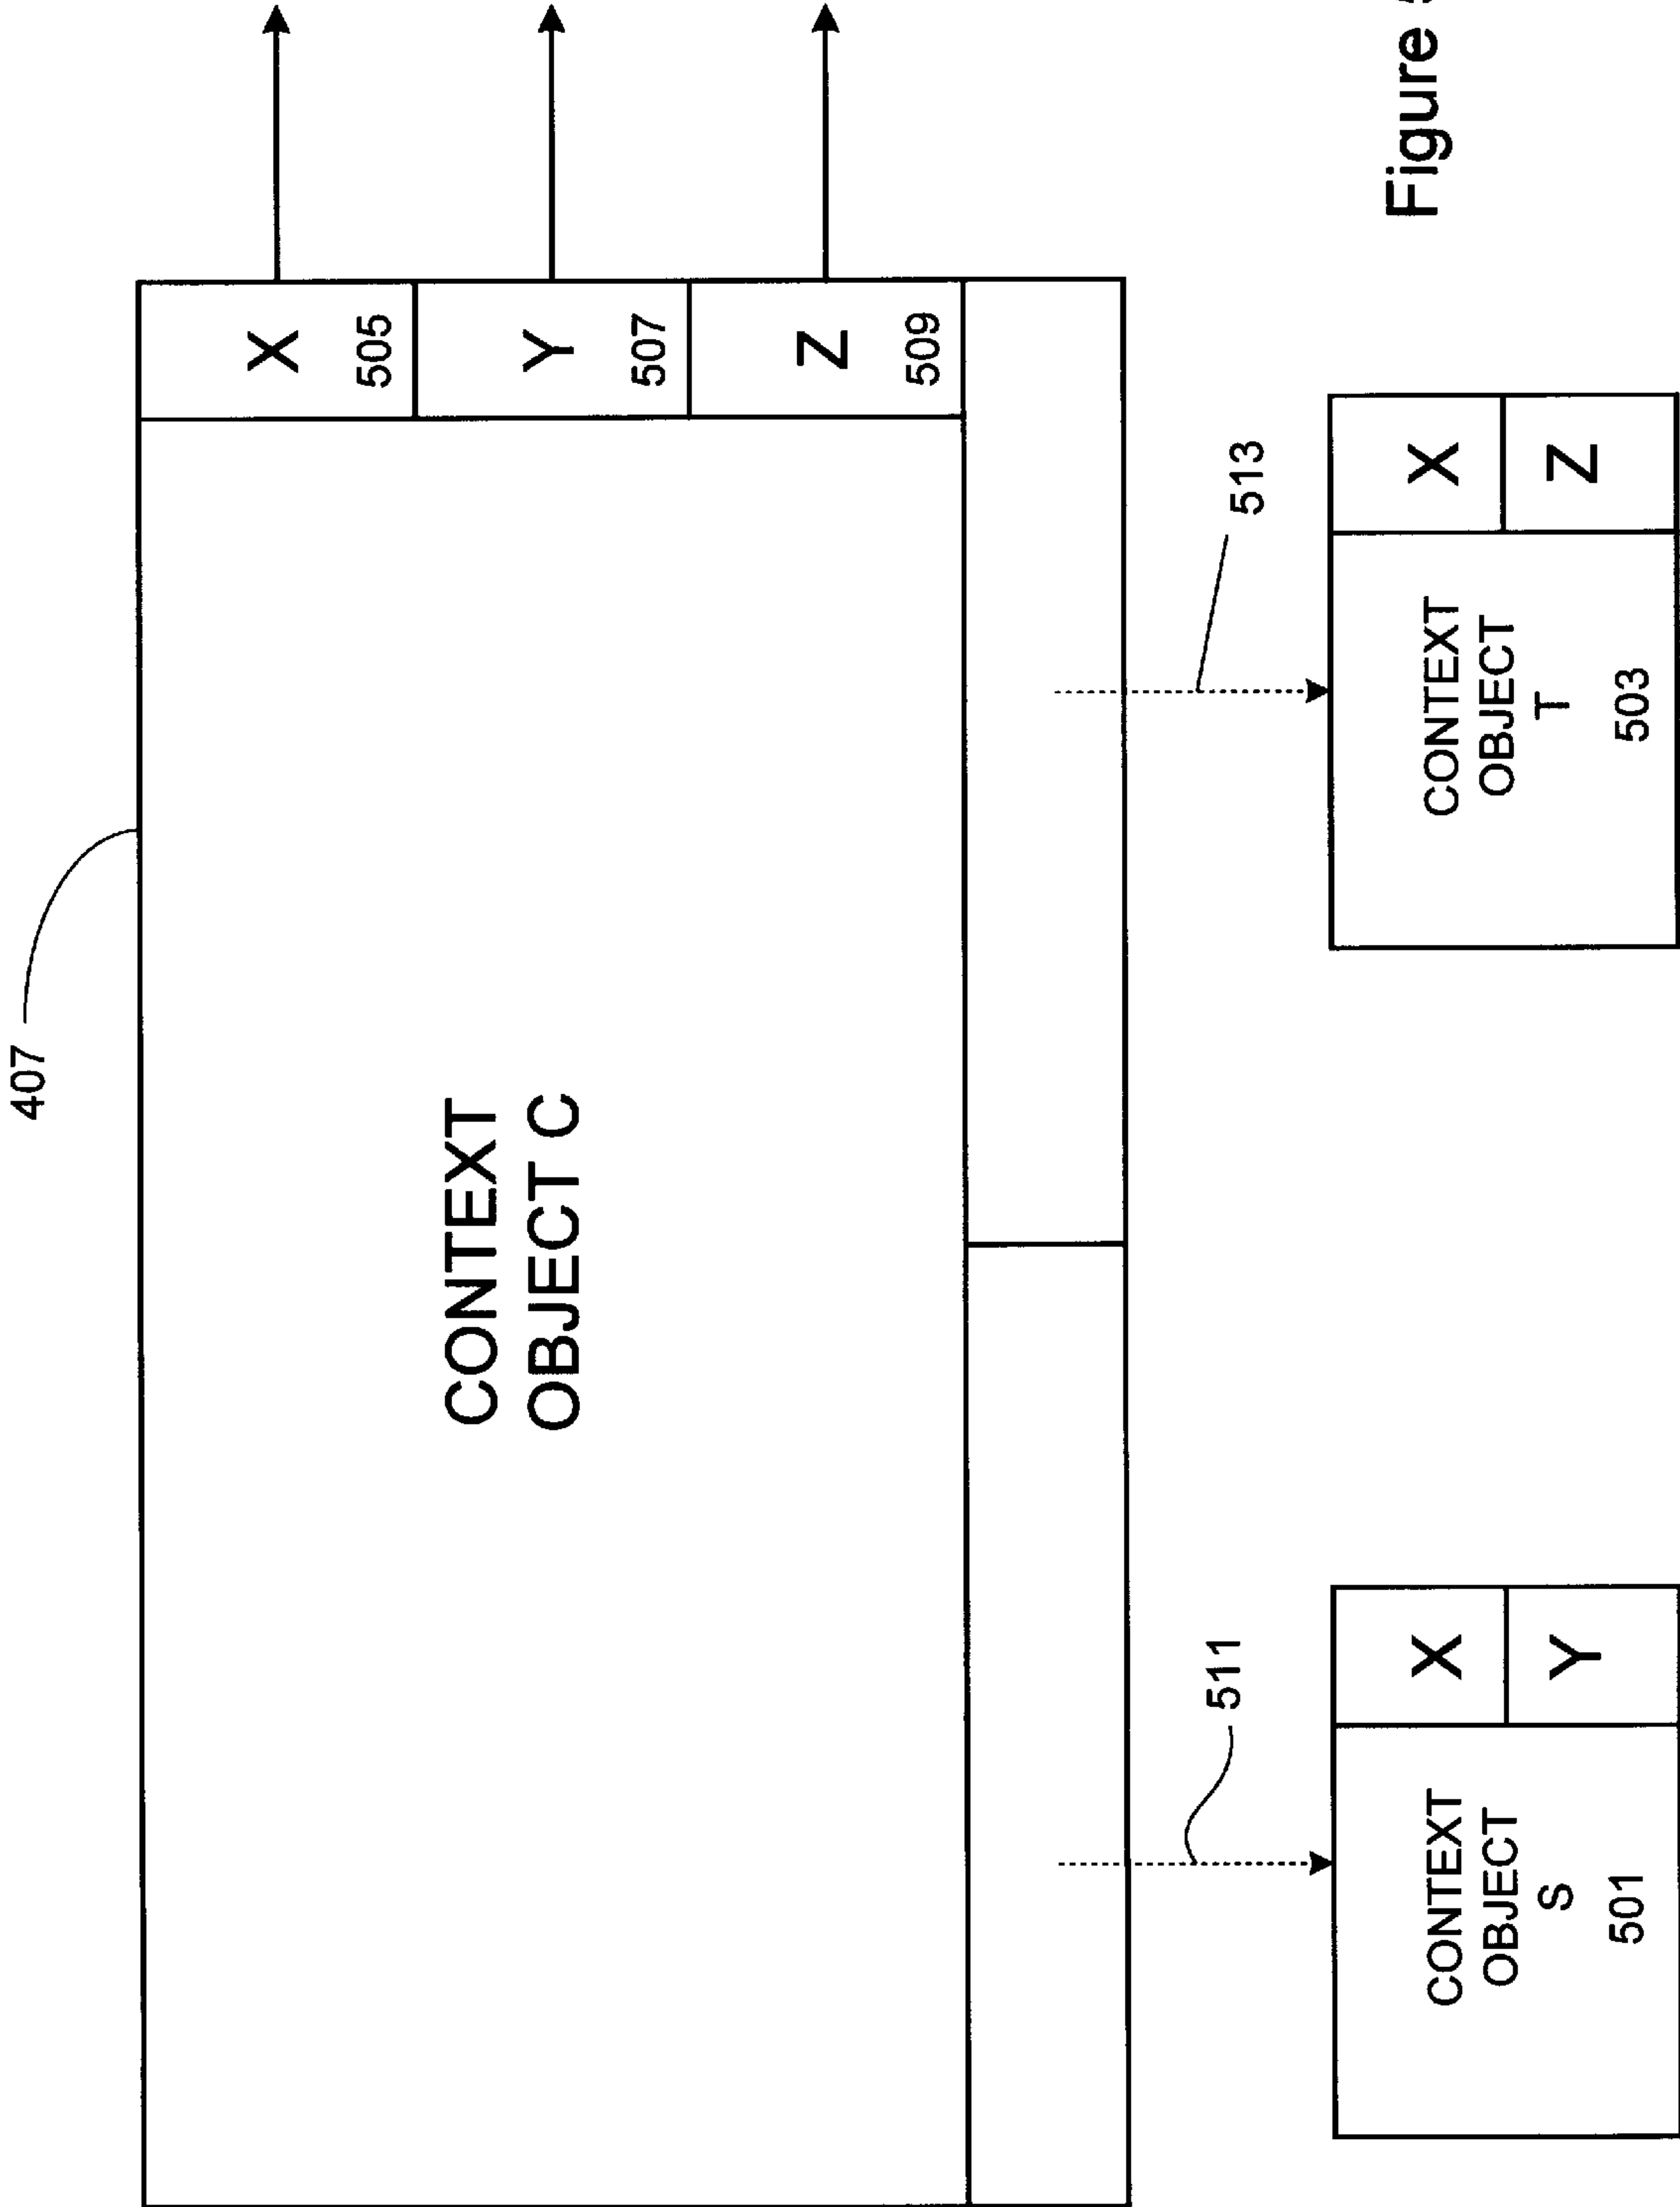 407
CONTEXT
OBJECT C
X
505
Y
507
Z
509
511
513
CONTEXT
OBJECT
S
501
X
Y
CONTEXT
OBJECT
T
503
X
Z
Figure